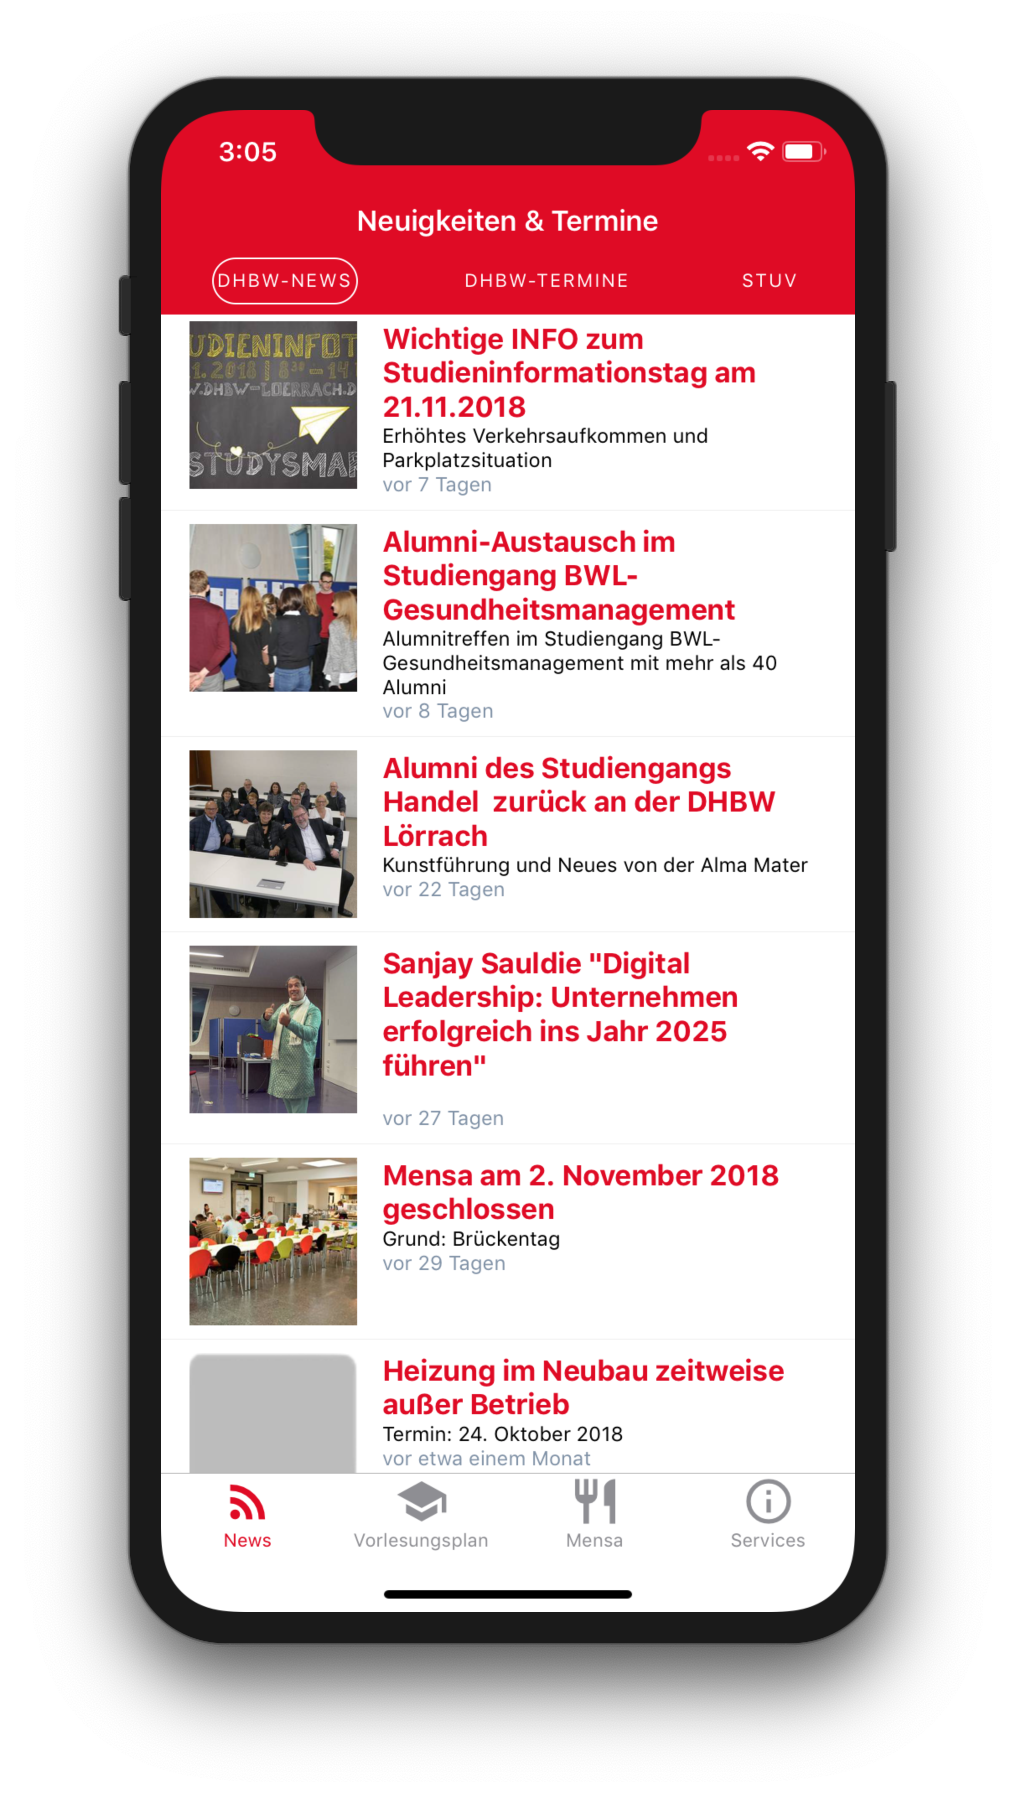 3:05
Neuigkeiten & Termine
DHBW-NEWS
DHBW-TERMINE
STUV
UDIENINFOT
1.2018 | 8³⁰ - 14.
W.DHBW-LOERRACH.D
STUDYSMAR
Wichtige INFO zum
Studieninformationstag am
21.11.2018
Erhöhtes Verkehrsaufkommen und
Parkplatzsituation
vor 7 Tagen
Alumni-Austausch im
Studiengang BWL-
Gesundheitsmanagement
Alumnitreffen im Studiengang BWL-
Gesundheitsmanagement mit mehr als 40
Alumni
vor 8 Tagen
Alumni des Studiengangs
Handel  zurück an der DHBW
Lörrach
Kunstführung und Neues von der Alma Mater
vor 22 Tagen
Sanjay Sauldie "Digital
Leadership: Unternehmen
erfolgreich ins Jahr 2025
führen"
vor 27 Tagen
Mensa am 2. November 2018
geschlossen
Grund: Brückentag
vor 29 Tagen
Heizung im Neubau zeitweise
außer Betrieb
Termin: 24. Oktober 2018
vor etwa einem Monat
News
Vorlesungsplan
Mensa
Services